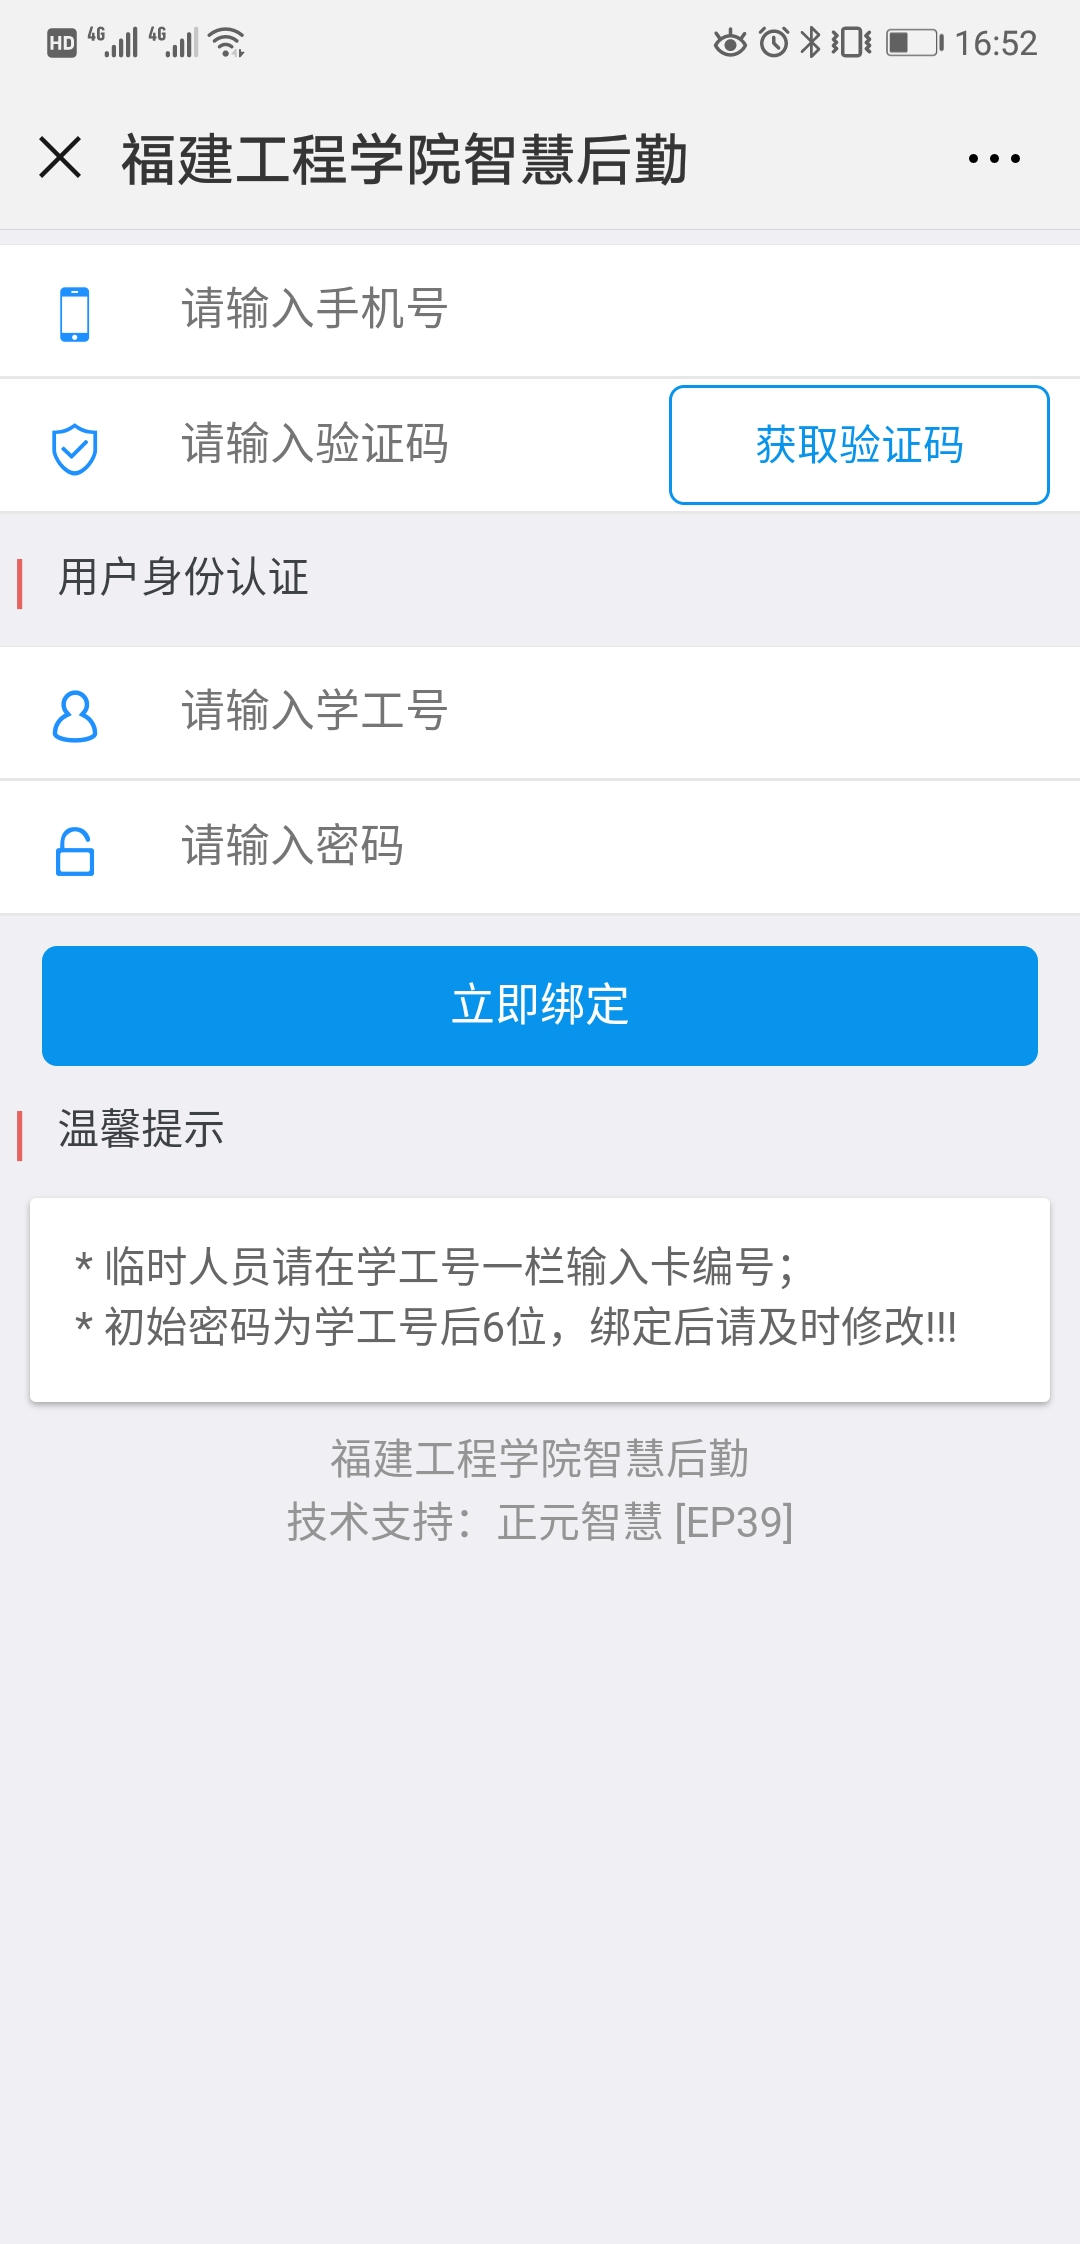 HD 4G 4G 16:52
福建工程学院智慧后勤
请输入手机号
请输入验证码 获取验证码
用户身份认证
请输入学工号
请输入密码
立即绑定
温馨提示
* 临时人员请在学工号一栏输入卡编号；
* 初始密码为学工号后6位，绑定后请及时修改!!!
福建工程学院智慧后勤
技术支持：正元智慧 [EP39]